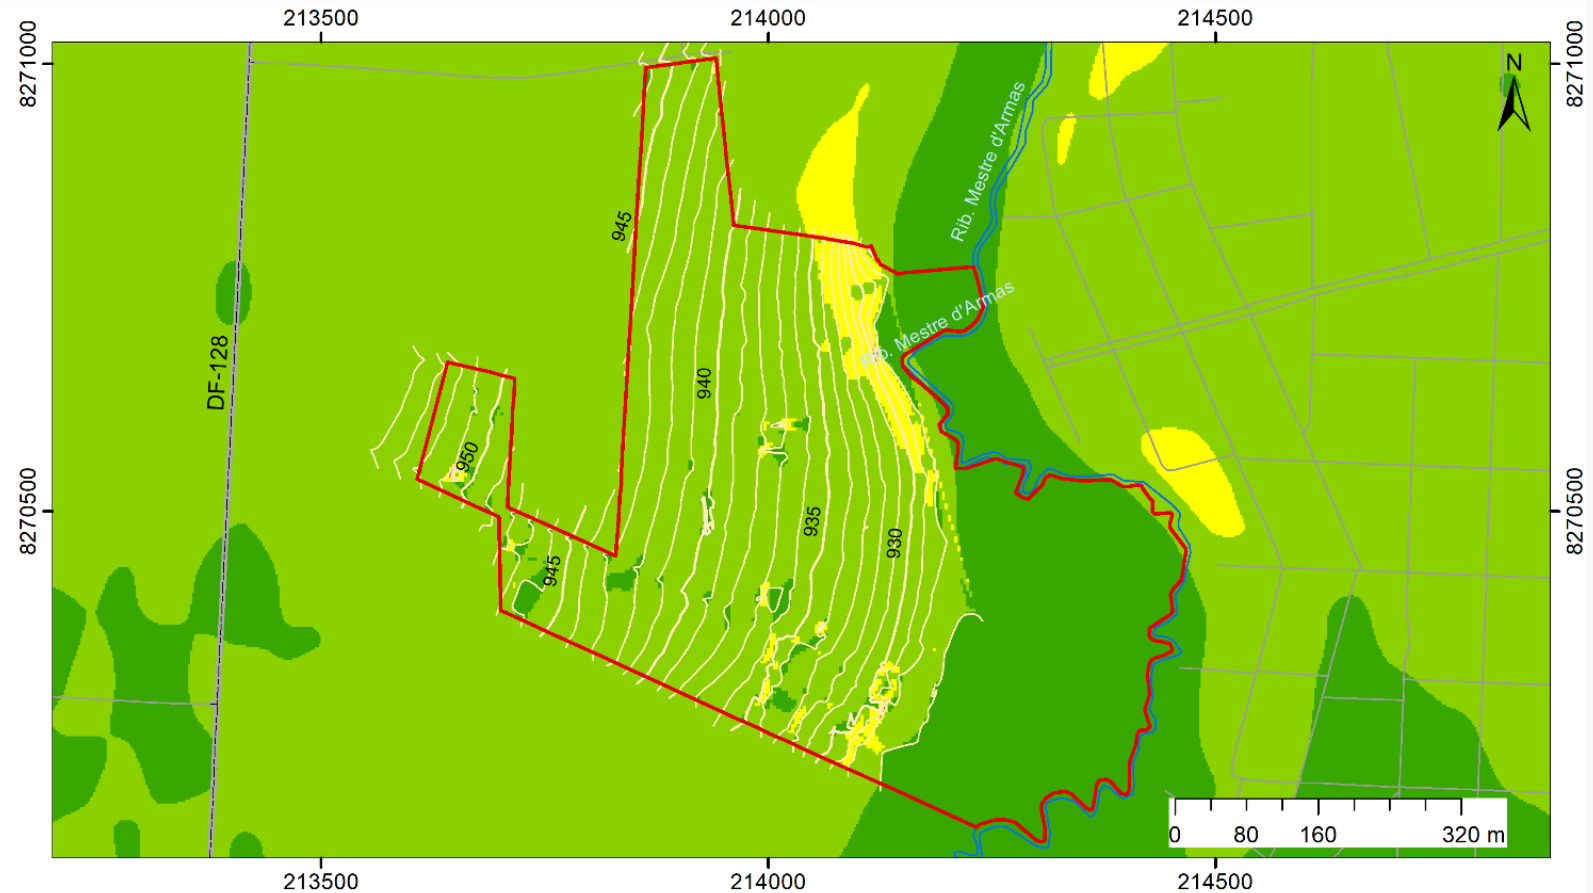 213500 214000 214500
8271000 8271000
N
Rib. Mestre d'Armas
945
Rib. Mestre d'Armas
DF-128
940
950
8270500 8270500
935
930
945
0 80 160 320 m
213500 214000 214500